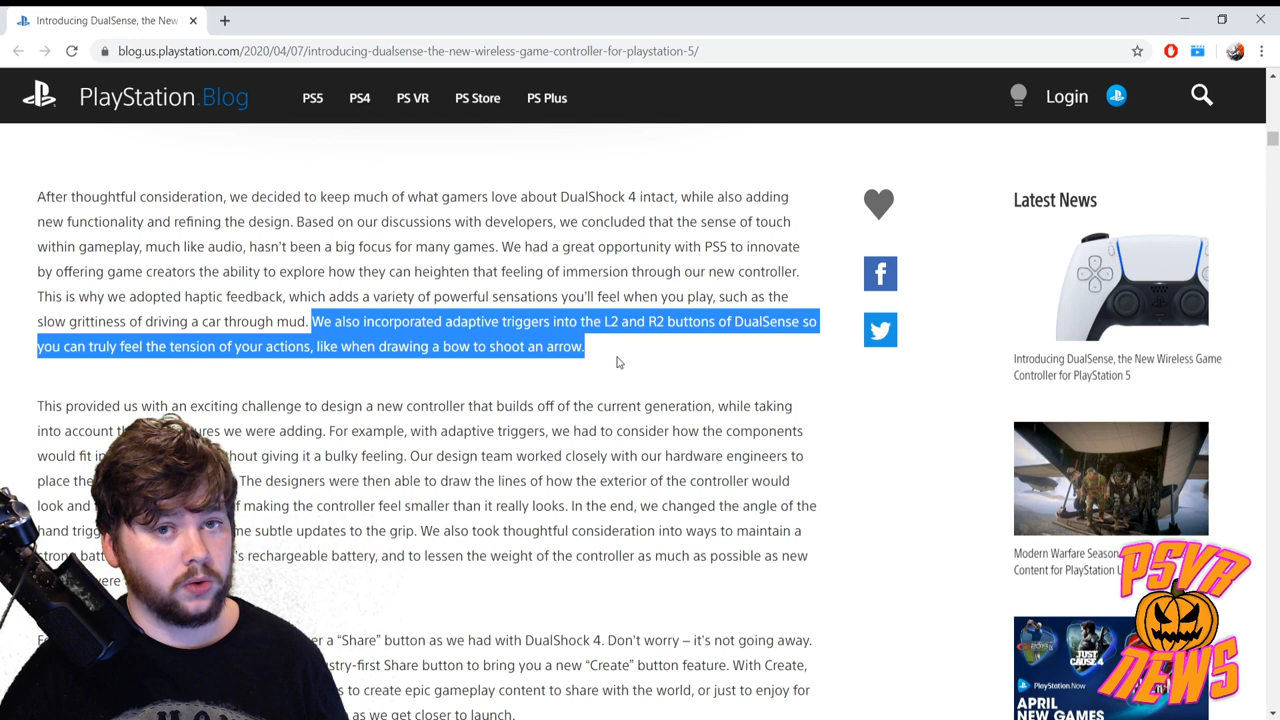 Introducing DualSense, the New
blog.us.playstation.com/2020/04/07/introducing-dualsense-the-new-wireless-game-controller-for-playstation-5/
PlayStation.Blog
PS5
PS4
PS VR
PS Store
PS Plus
Login
After thoughtful consideration, we decided to keep much of what gamers love about DualShock 4 intact, while also adding
new functionality and refining the design. Based on our discussions with developers, we concluded that the sense of touch
within gameplay, much like audio, hasn't been a big focus for many games. We had a great opportunity with PS5 to innovate
by offering game creators the ability to explore how they can heighten that feeling of immersion through our new controller.
This is why we adopted haptic feedback, which adds a variety of powerful sensations you'll feel when you play, such as the
slow grittiness of driving a car through mud. We also incorporated adaptive triggers into the L2 and R2 buttons of DualSense so
you can truly feel the tension of your actions, like when drawing a bow to shoot an arrow.
This provided us with an exciting challenge to design a new controller that builds off of the current generation, while taking
into account ures we were adding. For example, with adaptive triggers, we had to consider how the components
would fit in hout giving it a bulky feeling. Our design team worked closely with our hardware engineers to
place the The designers were then able to draw the lines of how the exterior of the controller would
look and f making the controller feel smaller than it really looks. In the end, we changed the angle of the
hand trigg me subtle updates to the grip. We also took thoughtful consideration into ways to maintain a
strong batt 's rechargeable battery, and to lessen the weight of the controller as much as possible as new
were
er a “Share” button as we had with DualShock 4. Don't worry – it's not going away.
stry-first Share button to bring you a new “Create” button feature. With Create,
s to create epic gameplay content to share with the world, or just to enjoy for
as we get closer to launch.
Latest News
Introducing DualSense, the New Wireless Game
Controller for PlayStation 5
Modern Warfare Season
Content for PlayStation
JUST
CAUSE 4
PlayStation.Now
APRIL
NEW GAMES
PSVR
NEWS